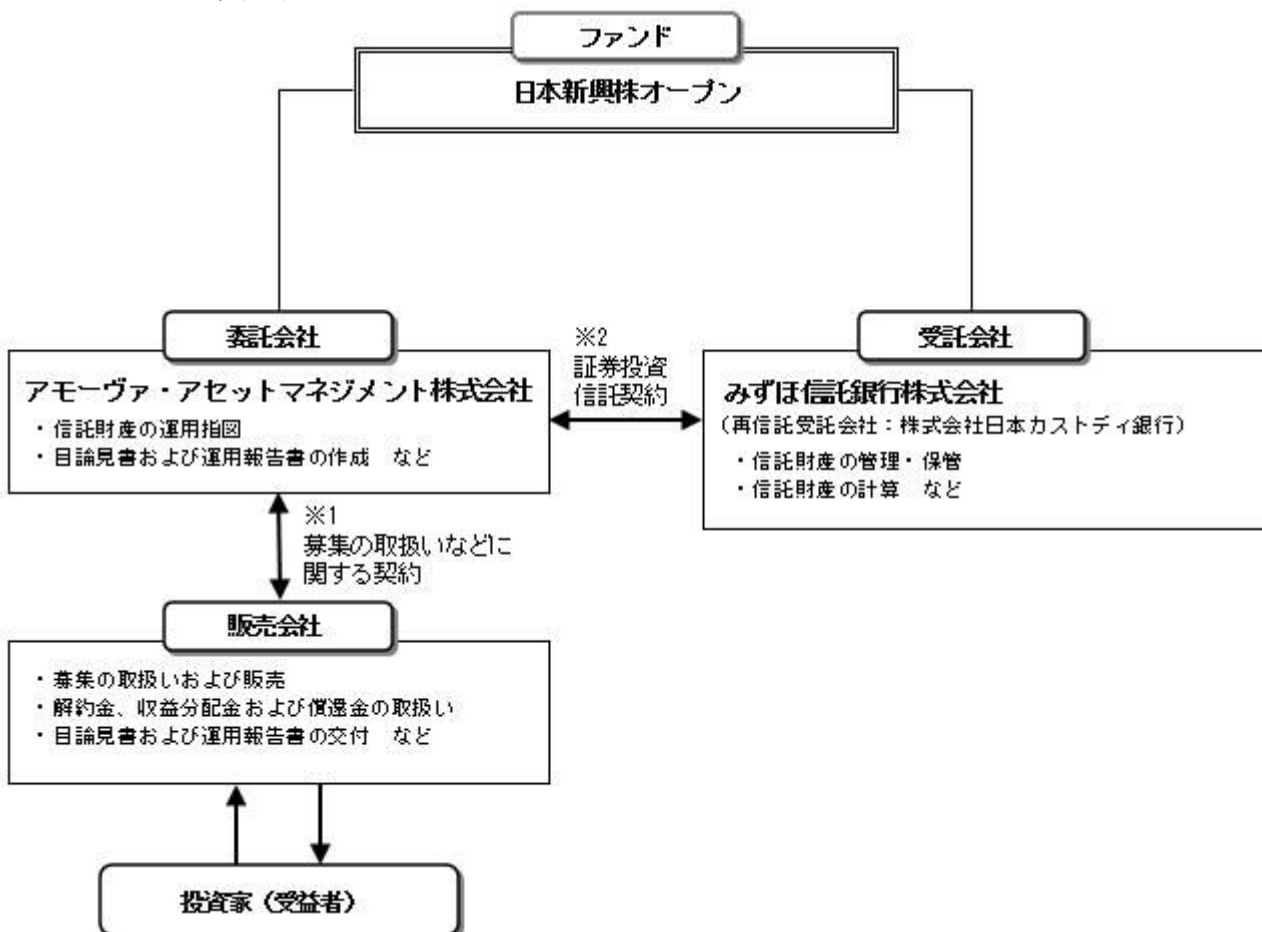 ファンド
日本新興株オープン
委託会社
アモーヴァ・アセットマネジメント株式会社
・信託財産の運用指図
・目論見書および運用報告書の作成　など
※2
証券投資
信託契約
受託会社
みずほ信託銀行株式会社
(再信託受託会社：株式会社日本カストディ銀行)
・信託財産の管理・保管
・信託財産の計算　など
※1
募集の取扱いなどに
関する契約
販売会社
・募集の取扱いおよび販売
・解約金、収益分配金および償還金の取扱い
・目論見書および運用報告書の交付　など
投資家（受益者）